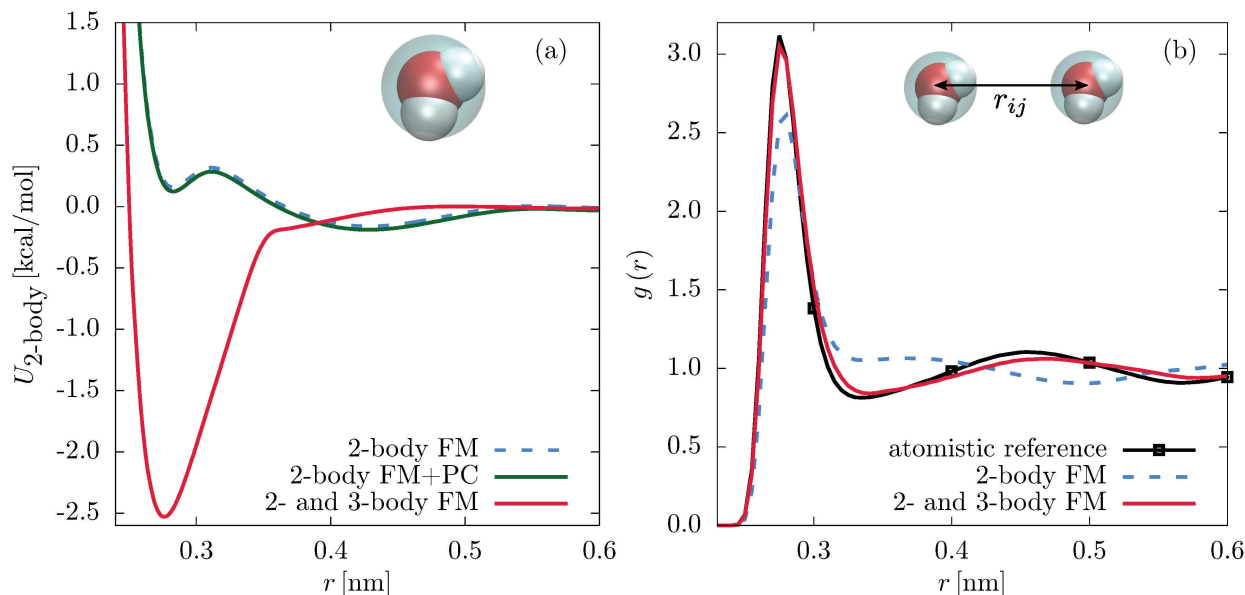 (a)
1.5
1.0
0.5
0.0
-0.5
-1.0
-1.5
-2.0
-2.5
U2-body [kcal/mol]
2-body FM
2-body FM+PC
2- and 3-body FM
0.3
0.4
0.5
0.6
r [nm]
(b)
rij
3.0
2.5
2.0
1.5
1.0
0.5
0.0
g(r)
atomistic reference
2-body FM
2- and 3-body FM
0.3
0.4
0.5
0.6
r [nm]